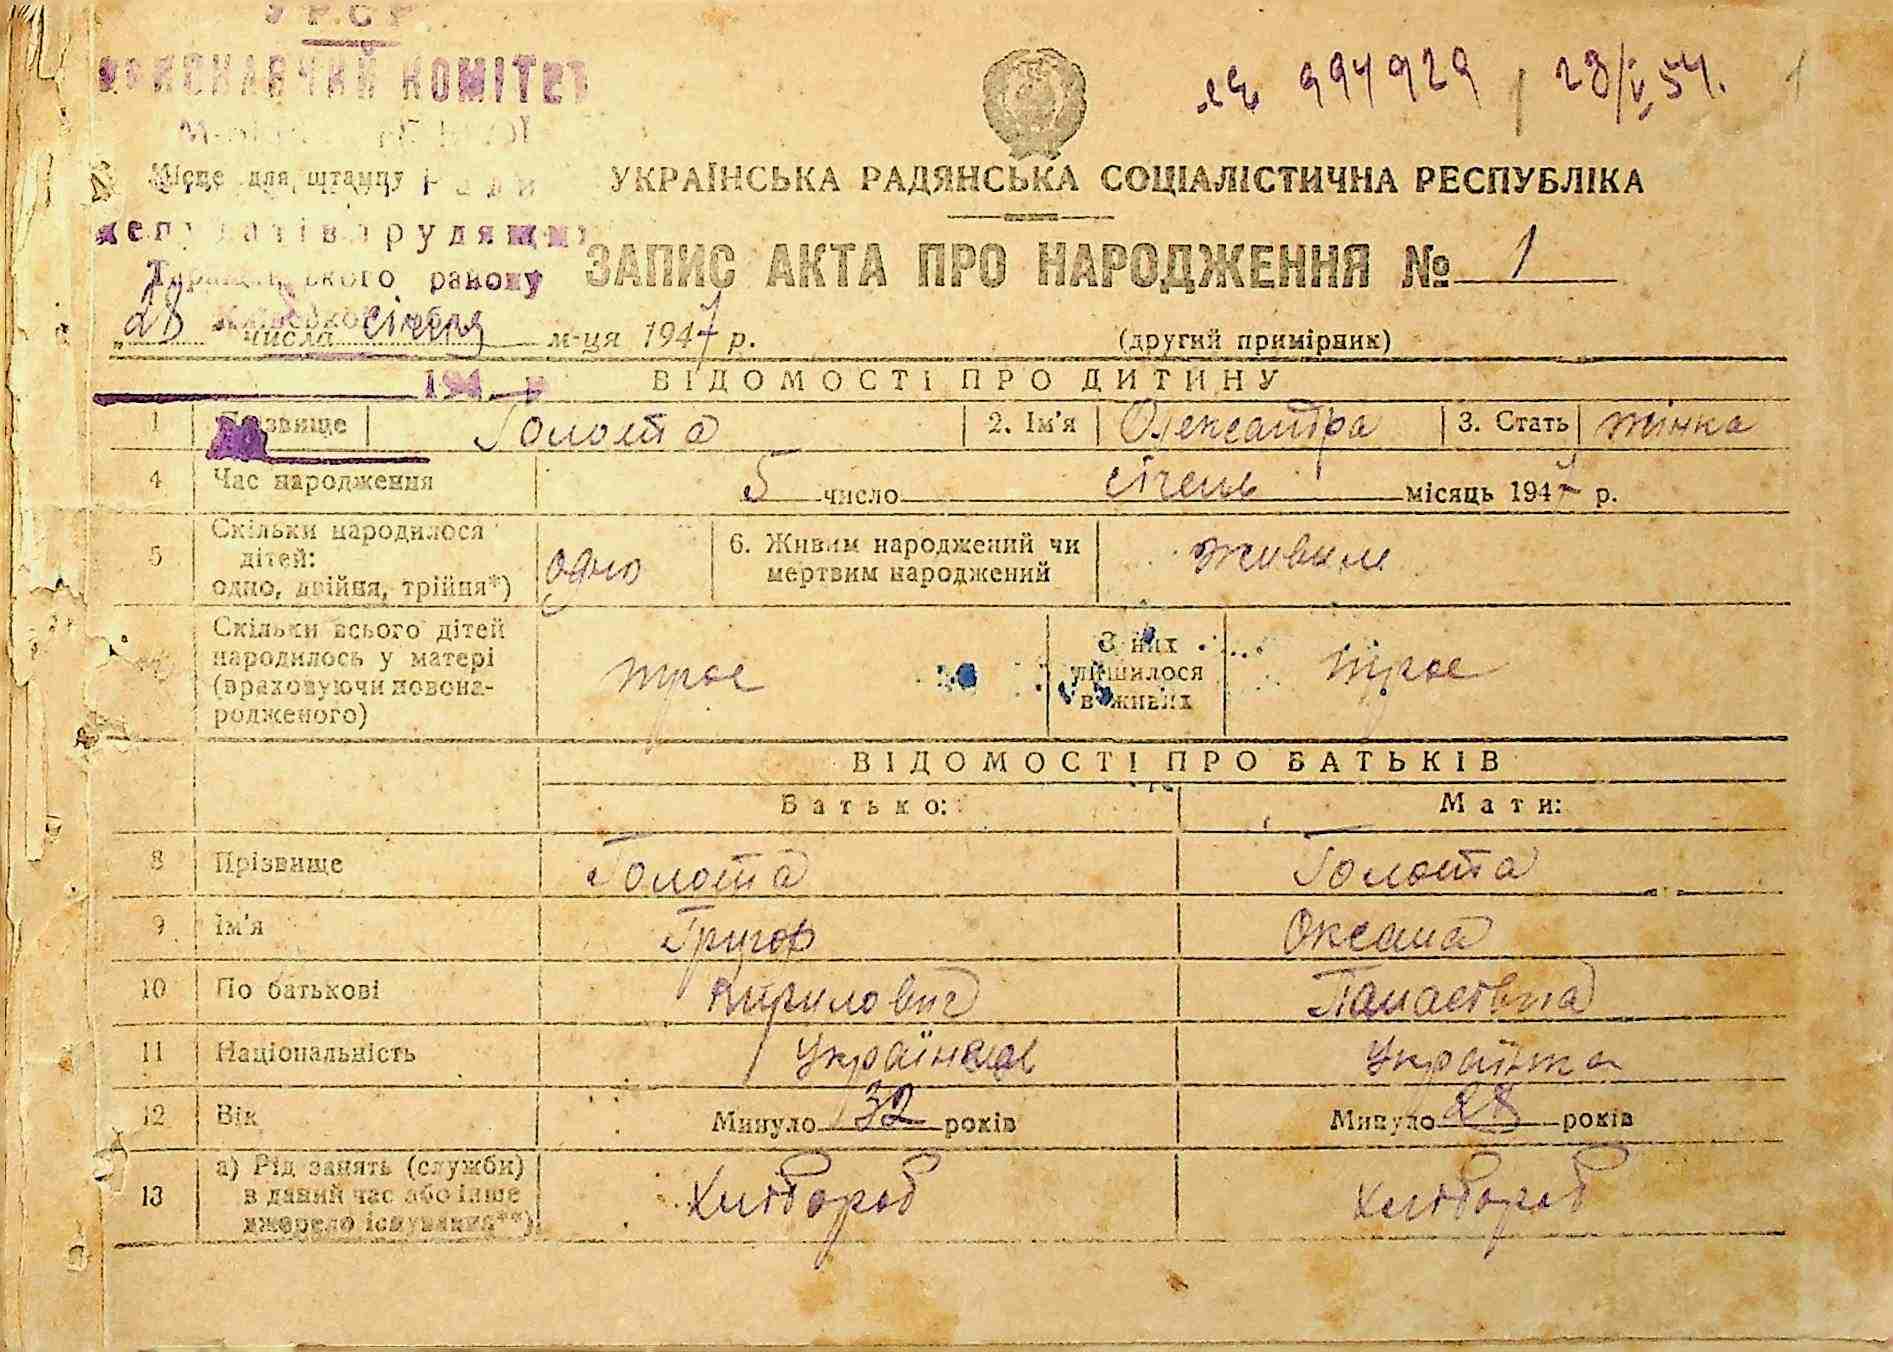 УРСР
ВИКОНАВЧИЙ КОМІТЕТ
№ 994929 28/V 54.
1
Місце для штампу Ради
УКРАЇНСЬКА РАДЯНСЬКА СОЦІАЛІСТИЧНА РЕСПУБЛІКА
депутатів трудящих
Таращанського району
ЗАПИС АКТА ПРО НАРОДЖЕННЯ № 1
Київської області
„28 числа січня м-ця 1947 р.
(другий примірник)
194 р
ВІДОМОСТІ ПРО ДИТИНУ
1 Прізвище Голота 2. Ім'я Олександра 3. Стать жінка
4 Час народження 5 число січень місяць 1947 р.
5 Скільки народилося дітей: одно, двійня, трійня*) одно 6. Живим народжений чи мертвим народжений живим
Скільки всього дітей народилось у матері (враховуючи новонародженого) троє З них лишилося в живих троє
ВІДОМОСТІ ПРО БАТЬКІВ
Батько: Мати:
8 Прізвище Голота Голота
9 Ім'я Григор Оксана
10 По батькові Кирилович Панасівна
11 Національність Українець Українка
12 Вік Минуло 32 років Минуло 28 років
13 а) Рід занять (служби) в даний час або інше джерело існування**) Хлібороб Хлібороб